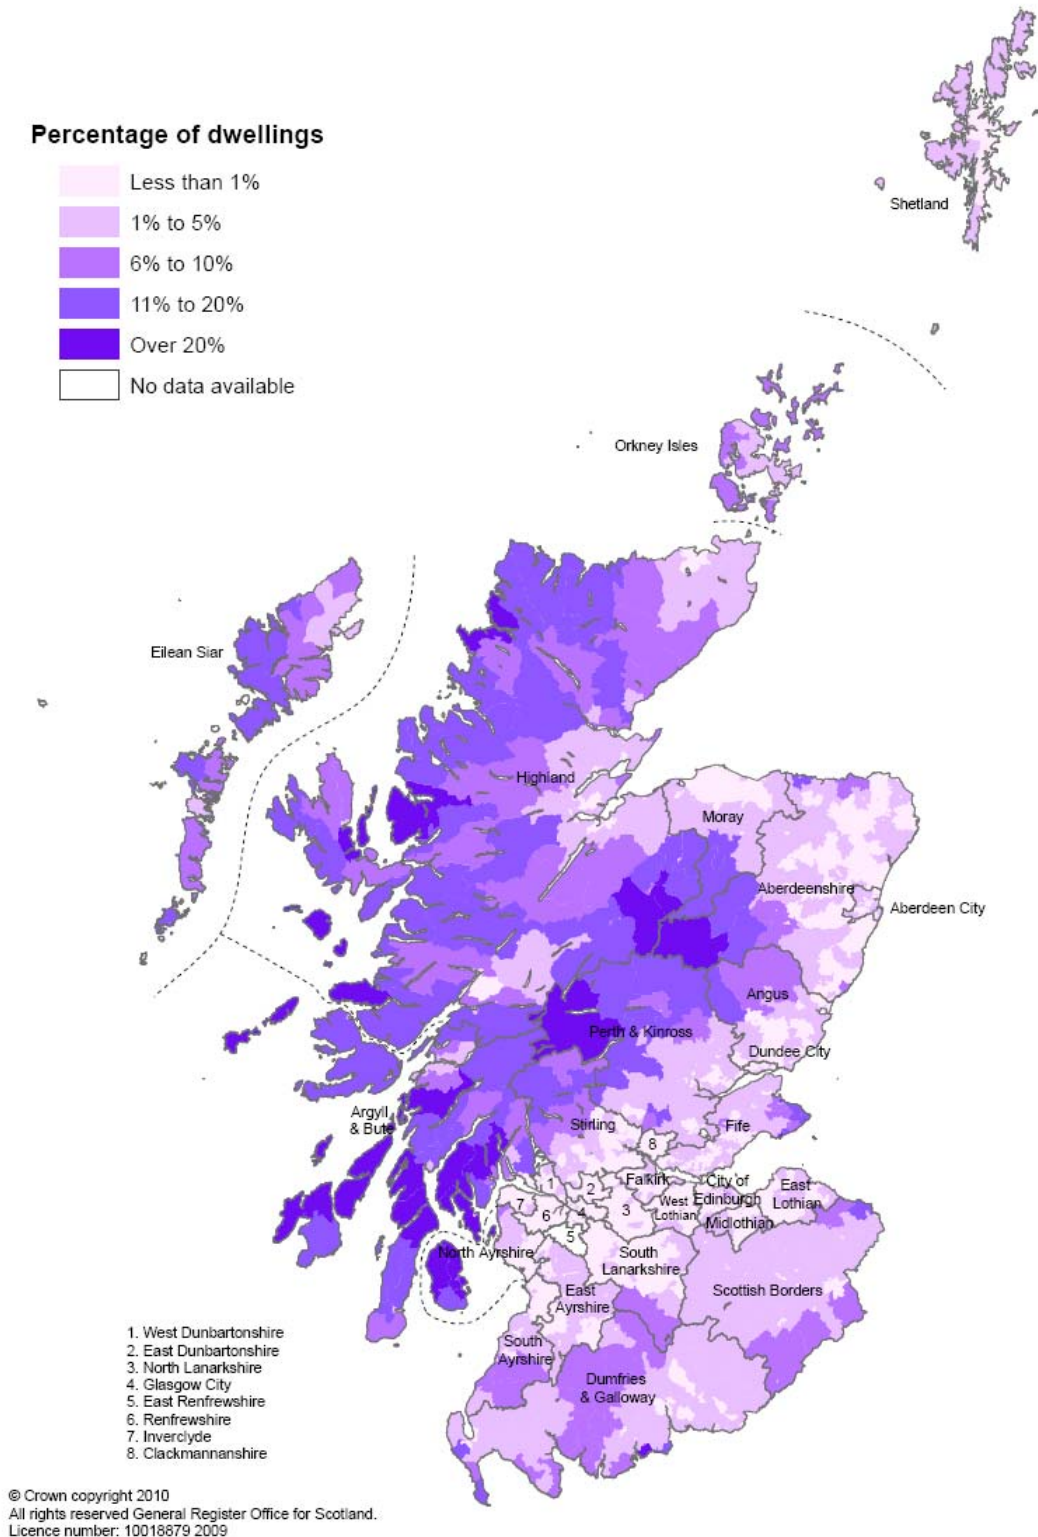 Percentage of dwellings
Less than 1%
1% to 5%
6% to 10%
11% to 20%
Over 20%
No data available
Shetland
Orkney Isles
Eilean Siar
Highland
Moray
Aberdeenshire
Aberdeen City
Angus
Perth & Kinross
Dundee City
Argyll
& Bute
Stirling
Fife
8
1
2
Falkirk
City of
Edinburgh
East
Lothian
7
6
4
3
West
Lothian
Midlothian
5
North Ayrshire
South
Lanarkshire
East
Ayrshire
Scottish Borders
South
Ayrshire
Dumfries
& Galloway
1. West Dunbartonshire
2. East Dunbartonshire
3. North Lanarkshire
4. Glasgow City
5. East Renfrewshire
6. Renfrewshire
7. Inverclyde
8. Clackmannanshire
© Crown copyright 2010
All rights reserved General Register Office for Scotland.
Licence number: 10018879 2009